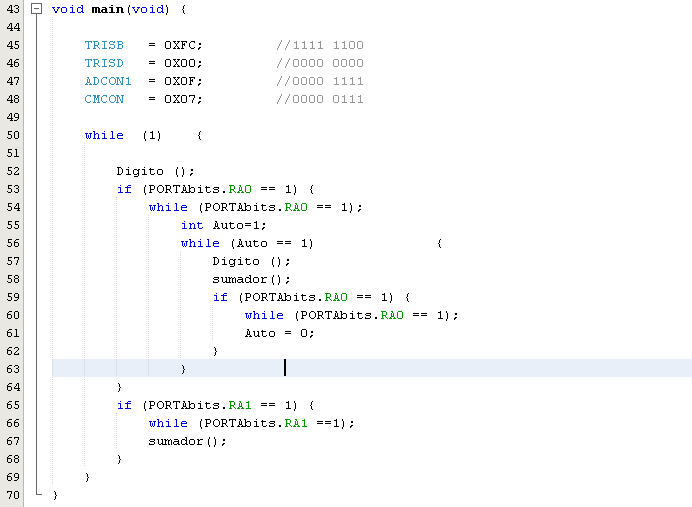 43 void main(void) {
44
45 TRISB = 0XFC; //1111 1100
46 TRISD = 0X00; //0000 0000
47 ADCON1 = 0X0F; //0000 1111
48 CMCON = 0X07; //0000 0111
49
50 while (1) {
51
52 Digito ();
53 if (PORTAbits.RA0 == 1) {
54 while (PORTAbits.RA0 == 1);
55 int Auto=1;
56 while (Auto == 1) {
57 Digito ();
58 sumador();
59 if (PORTAbits.RA0 == 1) {
60 while (PORTAbits.RA0 == 1);
61 Auto = 0;
62 }
63 }
64 }
65 if (PORTAbits.RA1 == 1) {
66 while (PORTAbits.RA1 ==1);
67 sumador();
68 }
69 }
70 }